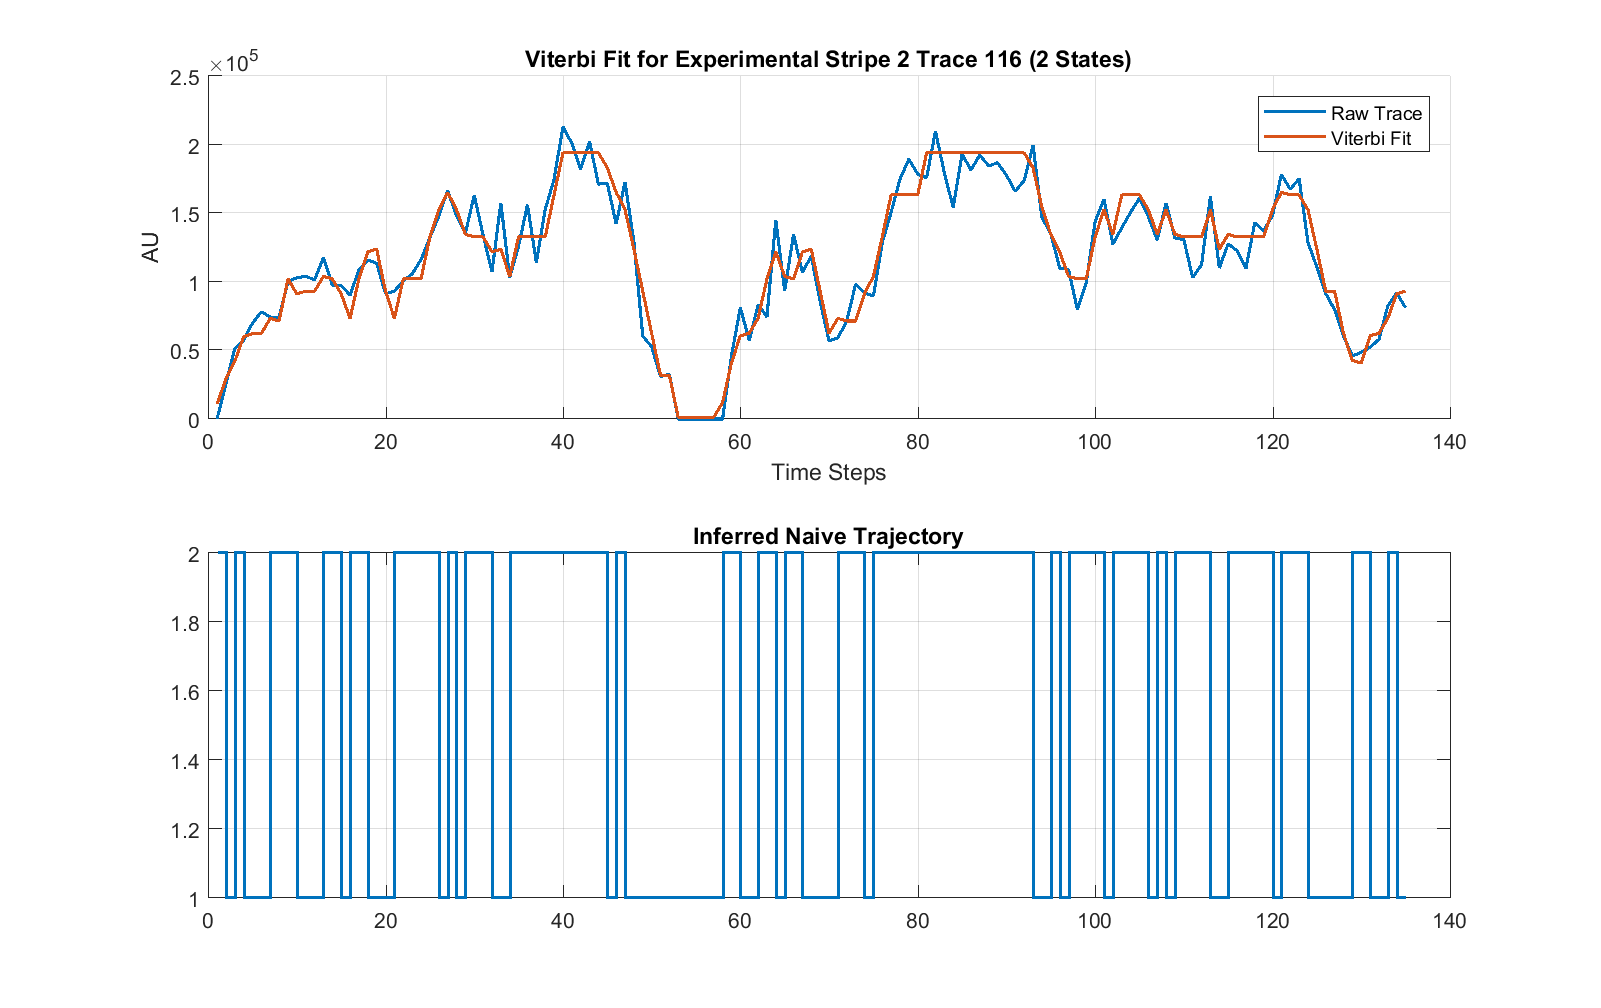 Viterbi Fit for Experimental Stripe 2 Trace 116 (2 States)
×10^5
2.5
2
1.5
1
0.5
0
AU
Raw Trace
Viterbi Fit
0 20 40 60 80 100 120 140
Time Steps
Inferred Naive Trajectory
2
1.8
1.6
1.4
1.2
1
0 20 40 60 80 100 120 140